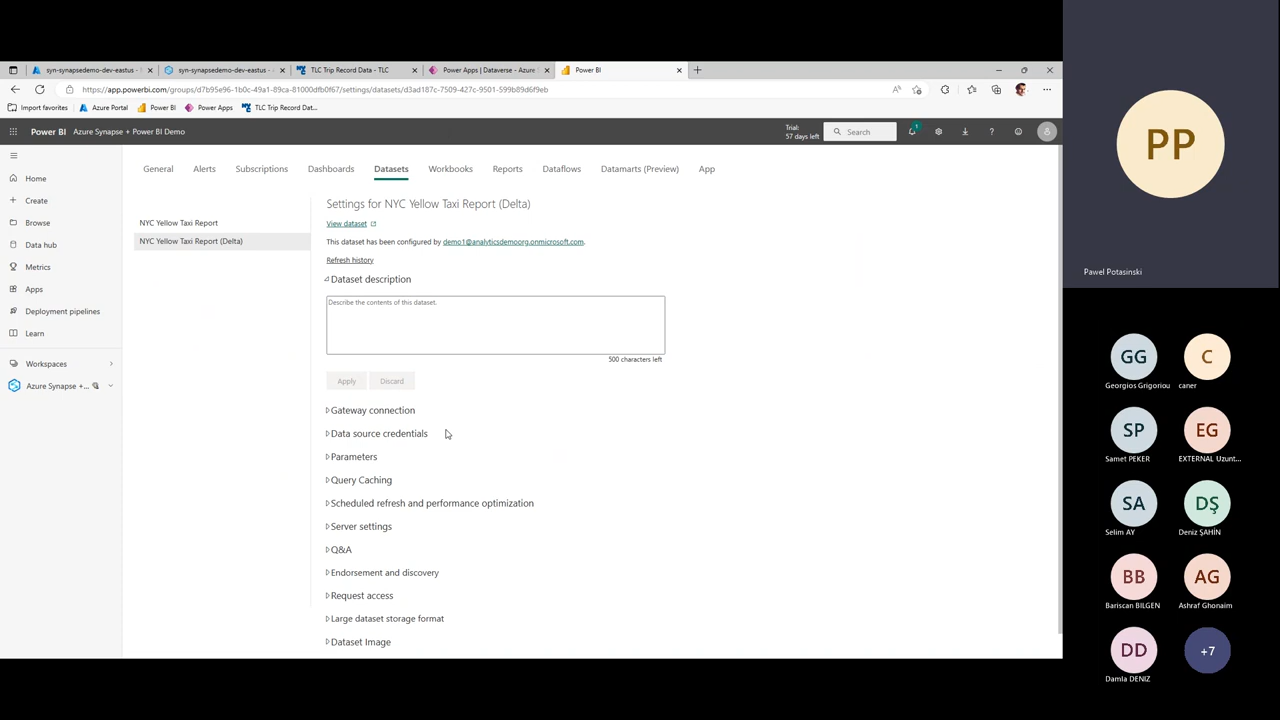 syn-synapsedemo-dev-eastus -
syn-synapsedemo-dev-eastus -
TLC Trip Record Data - TLC
Power Apps | Dataverse - Azure
Power BI
https://app.powerbi.com/groups/d7b95e96-1b0c-49a1-89ca-81000dfb0f67/settings/datasets/d3ad187c-7509-427c-9501-599b89d6f9eb
Import favorites
Azure Portal
Power BI
Power Apps
TLC Trip Record Dat...
Power BI
Azure Synapse + Power BI Demo
Trial:
57 days left
Search
1
General
Alerts
Subscriptions
Dashboards
Datasets
Workbooks
Reports
Dataflows
Datamarts (Preview)
App
Home
Create
Browse
Data hub
Metrics
Apps
Deployment pipelines
Learn
Workspaces
Azure Synapse +...
NYC Yellow Taxi Report
NYC Yellow Taxi Report (Delta)
Settings for NYC Yellow Taxi Report (Delta)
View dataset
This dataset has been configured by demo1@analyticsdemoorg.onmicrosoft.com.
Refresh history
Dataset description
Describe the contents of this dataset.
500 characters left
Apply
Discard
Gateway connection
Data source credentials
Parameters
Query Caching
Scheduled refresh and performance optimization
Server settings
Q&A
Endorsement and discovery
Request access
Large dataset storage format
Dataset Image
PP
Pawel Potasinski
GG
Georgios Grigoriou
C
caner
SP
Samet PEKER
EG
EXTERNAL Uzunt...
SA
Selim AY
DŞ
Deniz ŞAHİN
BB
Bariscan BILGEN
AG
Ashraf Ghonaim
DD
Damla DENIZ
+7